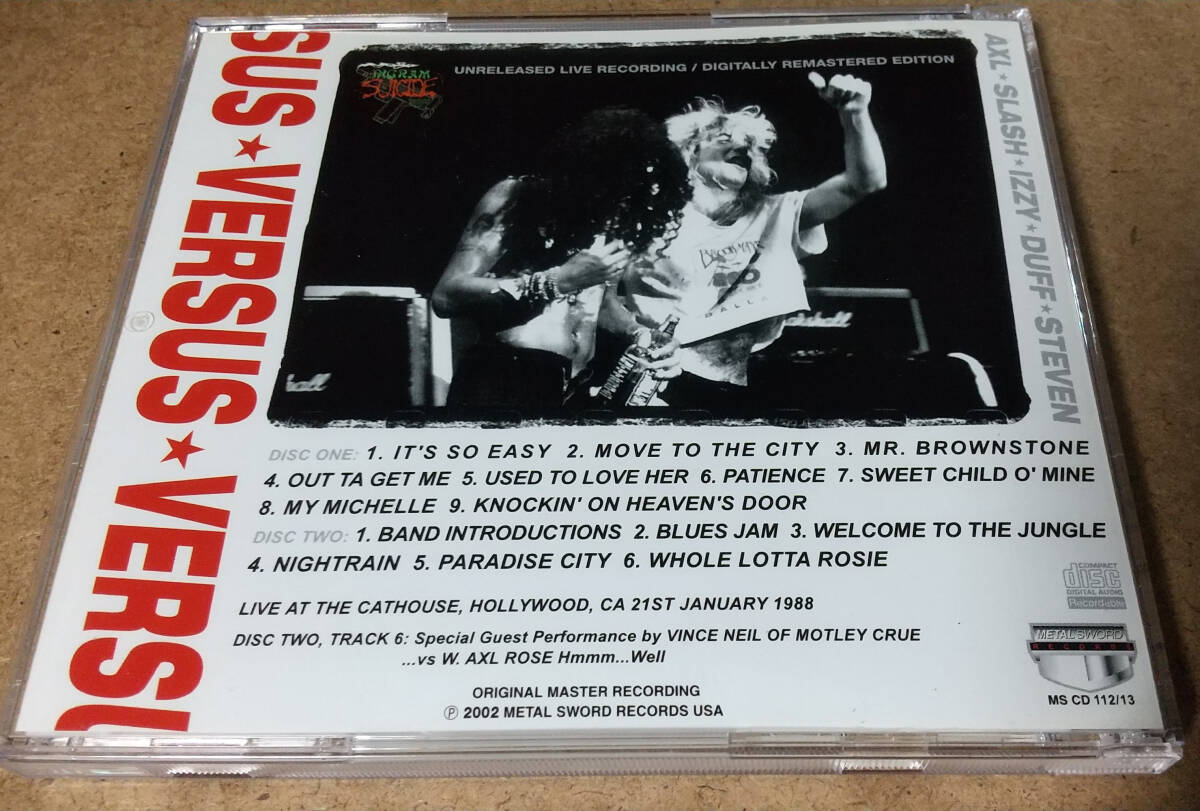 SUS★VERSUS★VERSU
INGRAM
SUICIDE
UNRELEASED LIVE RECORDING / DIGITALLY REMASTERED EDITION
AXL★SLASH★IZZY★DUFF★STEVEN
DALLA
Marshall
DISC ONE: 1. IT'S SO EASY 2. MOVE TO THE CITY 3. MR. BROWNSTONE
4. OUT TA GET ME 5. USED TO LOVE HER 6. PATIENCE 7. SWEET CHILD O' MINE
8. MY MICHELLE 9. KNOCKIN' ON HEAVEN'S DOOR
DISC TWO: 1. BAND INTRODUCTIONS 2. BLUES JAM 3. WELCOME TO THE JUNGLE
4. NIGHTRAIN 5. PARADISE CITY 6. WHOLE LOTTA ROSIE
LIVE AT THE CATHOUSE, HOLLYWOOD, CA 21ST JANUARY 1988
DISC TWO, TRACK 6: Special Guest Performance by VINCE NEIL OF MOTLEY CRUE
...vs W. AXL ROSE Hmmm...Well
ORIGINAL MASTER RECORDING
℗ 2002 METAL SWORD RECORDS USA
COMPACT
disc
DIGITAL AUDIO
Recordable
METAL SWORD
RECORDS
MS CD 112/13